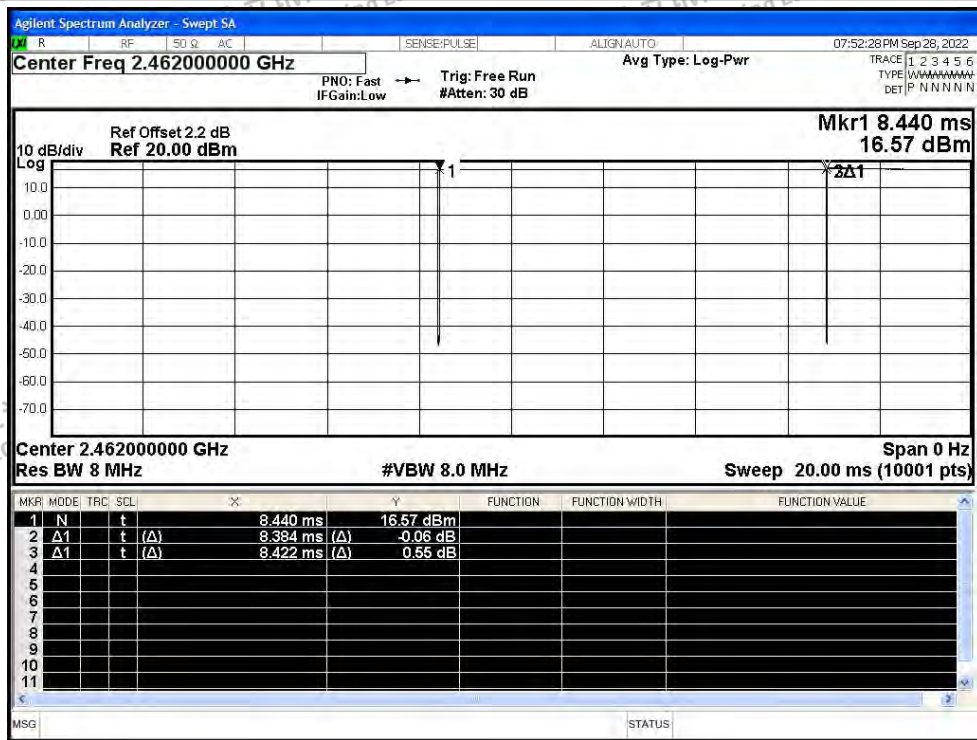 Agilent Spectrum Analyzer - Swept SA
R RF 50 Ω AC SENSE:PULSE ALIGN AUTO 07:52:28 PM Sep 28, 2022
Center Freq 2.462000000 GHz Avg Type: Log-Pwr TRACE 1 2 3 4 5 6
PNO: Fast Trig: Free Run TYPE
IFGain:Low #Atten: 30 dB DET P N N N N N
Mkr1 8.440 ms
Ref Offset 2.2 dB
10 dB/div Ref 20.00 dBm 16.57 dBm
Log
1
3Δ1
10.0
0.00
-10.0
-20.0
-30.0
-40.0
-50.0
-60.0
-70.0
Center 2.462000000 GHz Span 0 Hz
Res BW 8 MHz #VBW 8.0 MHz Sweep 20.00 ms (10001 pts)
MKR MODE TRC SCL X Y FUNCTION FUNCTION WIDTH FUNCTION VALUE
1 N t 8.440 ms 16.57 dBm
2 Δ1 t (Δ) 8.384 ms (Δ) -0.06 dB
3 Δ1 t (Δ) 8.422 ms (Δ) 0.55 dB
4
5
6
7
8
9
10
11
MSG STATUS